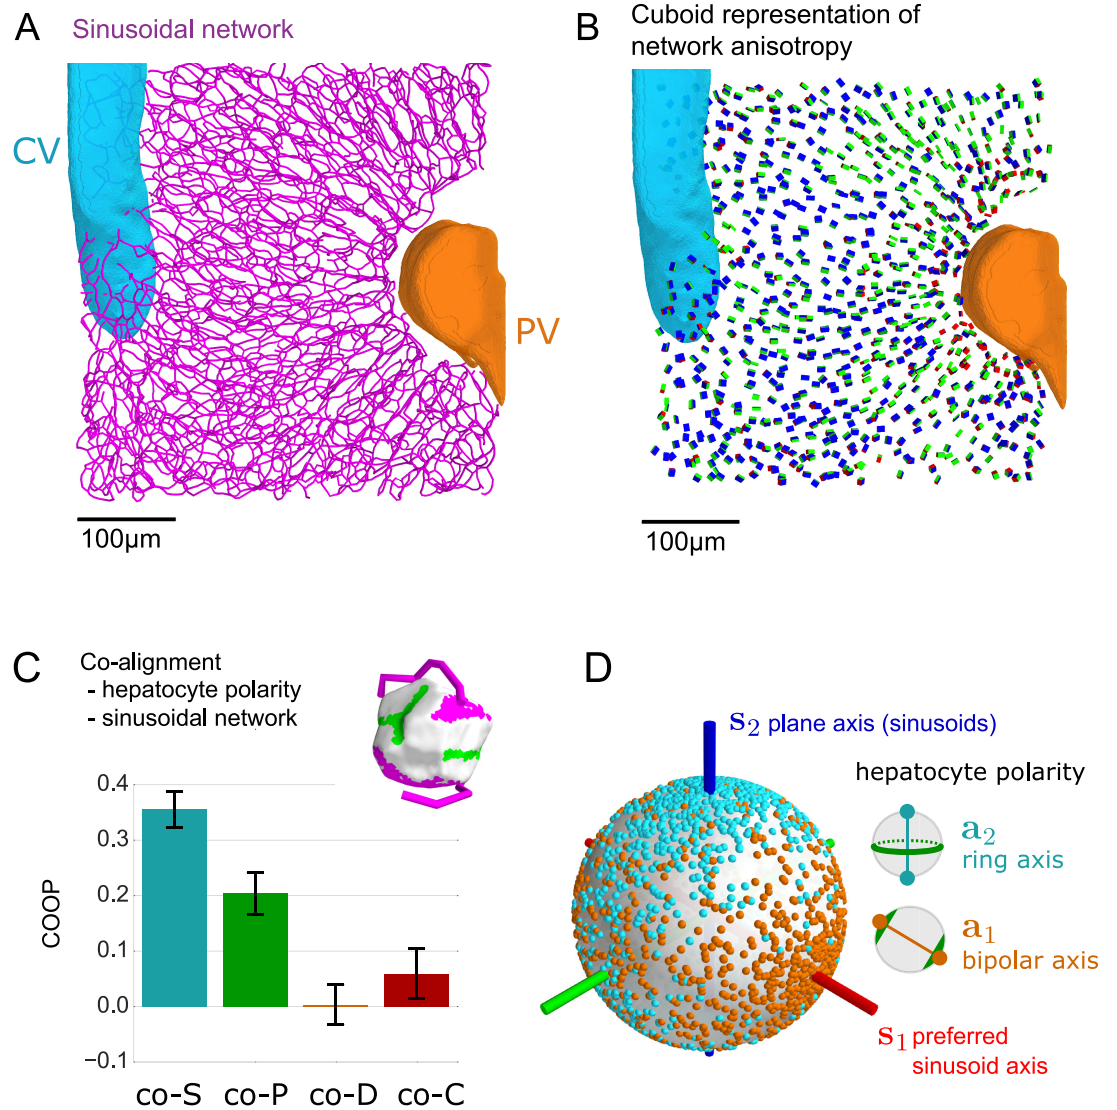 A Sinusoidal network
CV
PV
100μm
B Cuboid representation of
network anisotropy
100μm
C Co-alignment
- hepatocyte polarity
- sinusoidal network
COOP
0.4
0.3
0.2
0.1
0.0
−0.1
co-S co-P co-D co-C
D
s2 plane axis (sinusoids)
hepatocyte polarity
a2
ring axis
a1
bipolar axis
s1 preferred
sinusoid axis